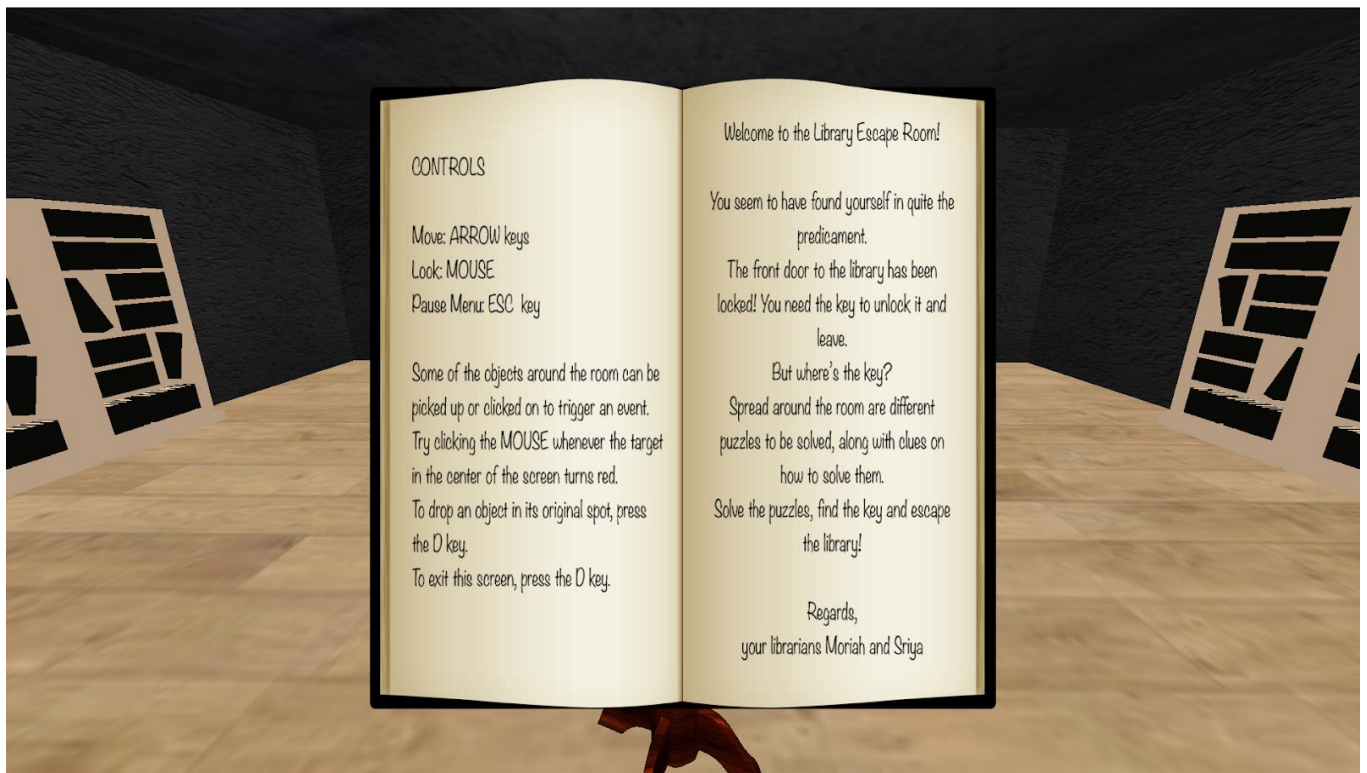 CONTROLS
Move: ARROW keys
Look: MOUSE
Pause Menu: ESC key
Some of the objects around the room can be
picked up or clicked on to trigger an event.
Try clicking the MOUSE whenever the target
in the center of the screen turns red.
To drop an object in its original spot, press
the D key.
To exit this screen, press the D key.
Welcome to the Library Escape Room!
You seem to have found yourself in quite the
predicament.
The front door to the library has been
locked! You need the key to unlock it and
leave.
But where's the key?
Spread around the room are different
puzzles to be solved, along with clues on
how to solve them.
Solve the puzzles, find the key and escape
the library!
Regards,
your librarians Moriah and Sriya